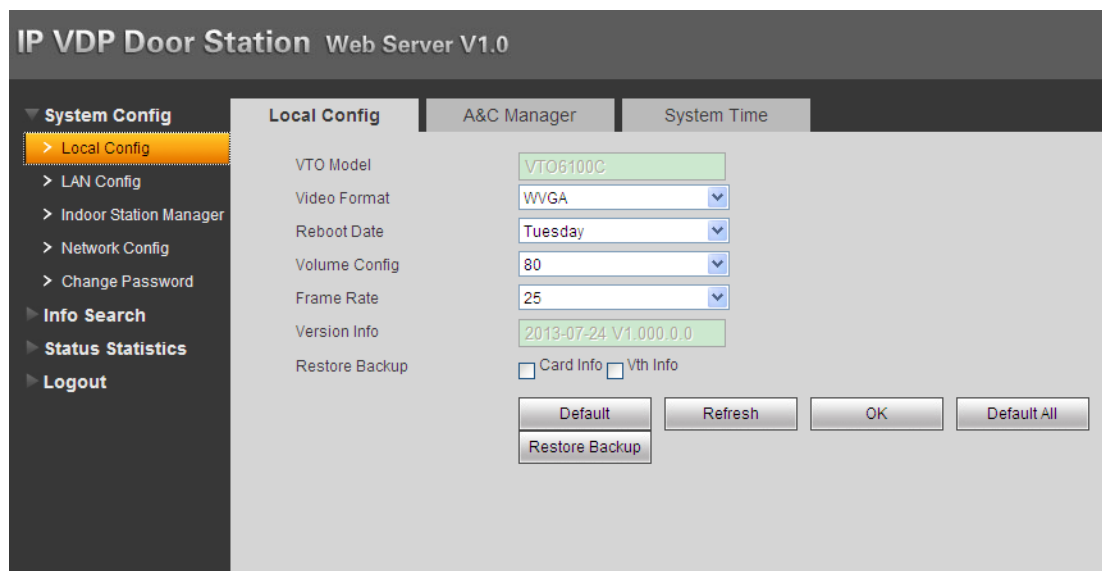 IP VDP Door Station Web Server V1.0
System Config
> Local Config
> LAN Config
> Indoor Station Manager
> Network Config
> Change Password
Info Search
Status Statistics
Logout
Local Config A&C Manager System Time
VTO Model VTO6100C
Video Format WVGA
Reboot Date Tuesday
Volume Config 80
Frame Rate 25
Version Info 2013-07-24 V1.000.0.0
Restore Backup Card Info Vth Info
Default Refresh OK Default All
Restore Backup